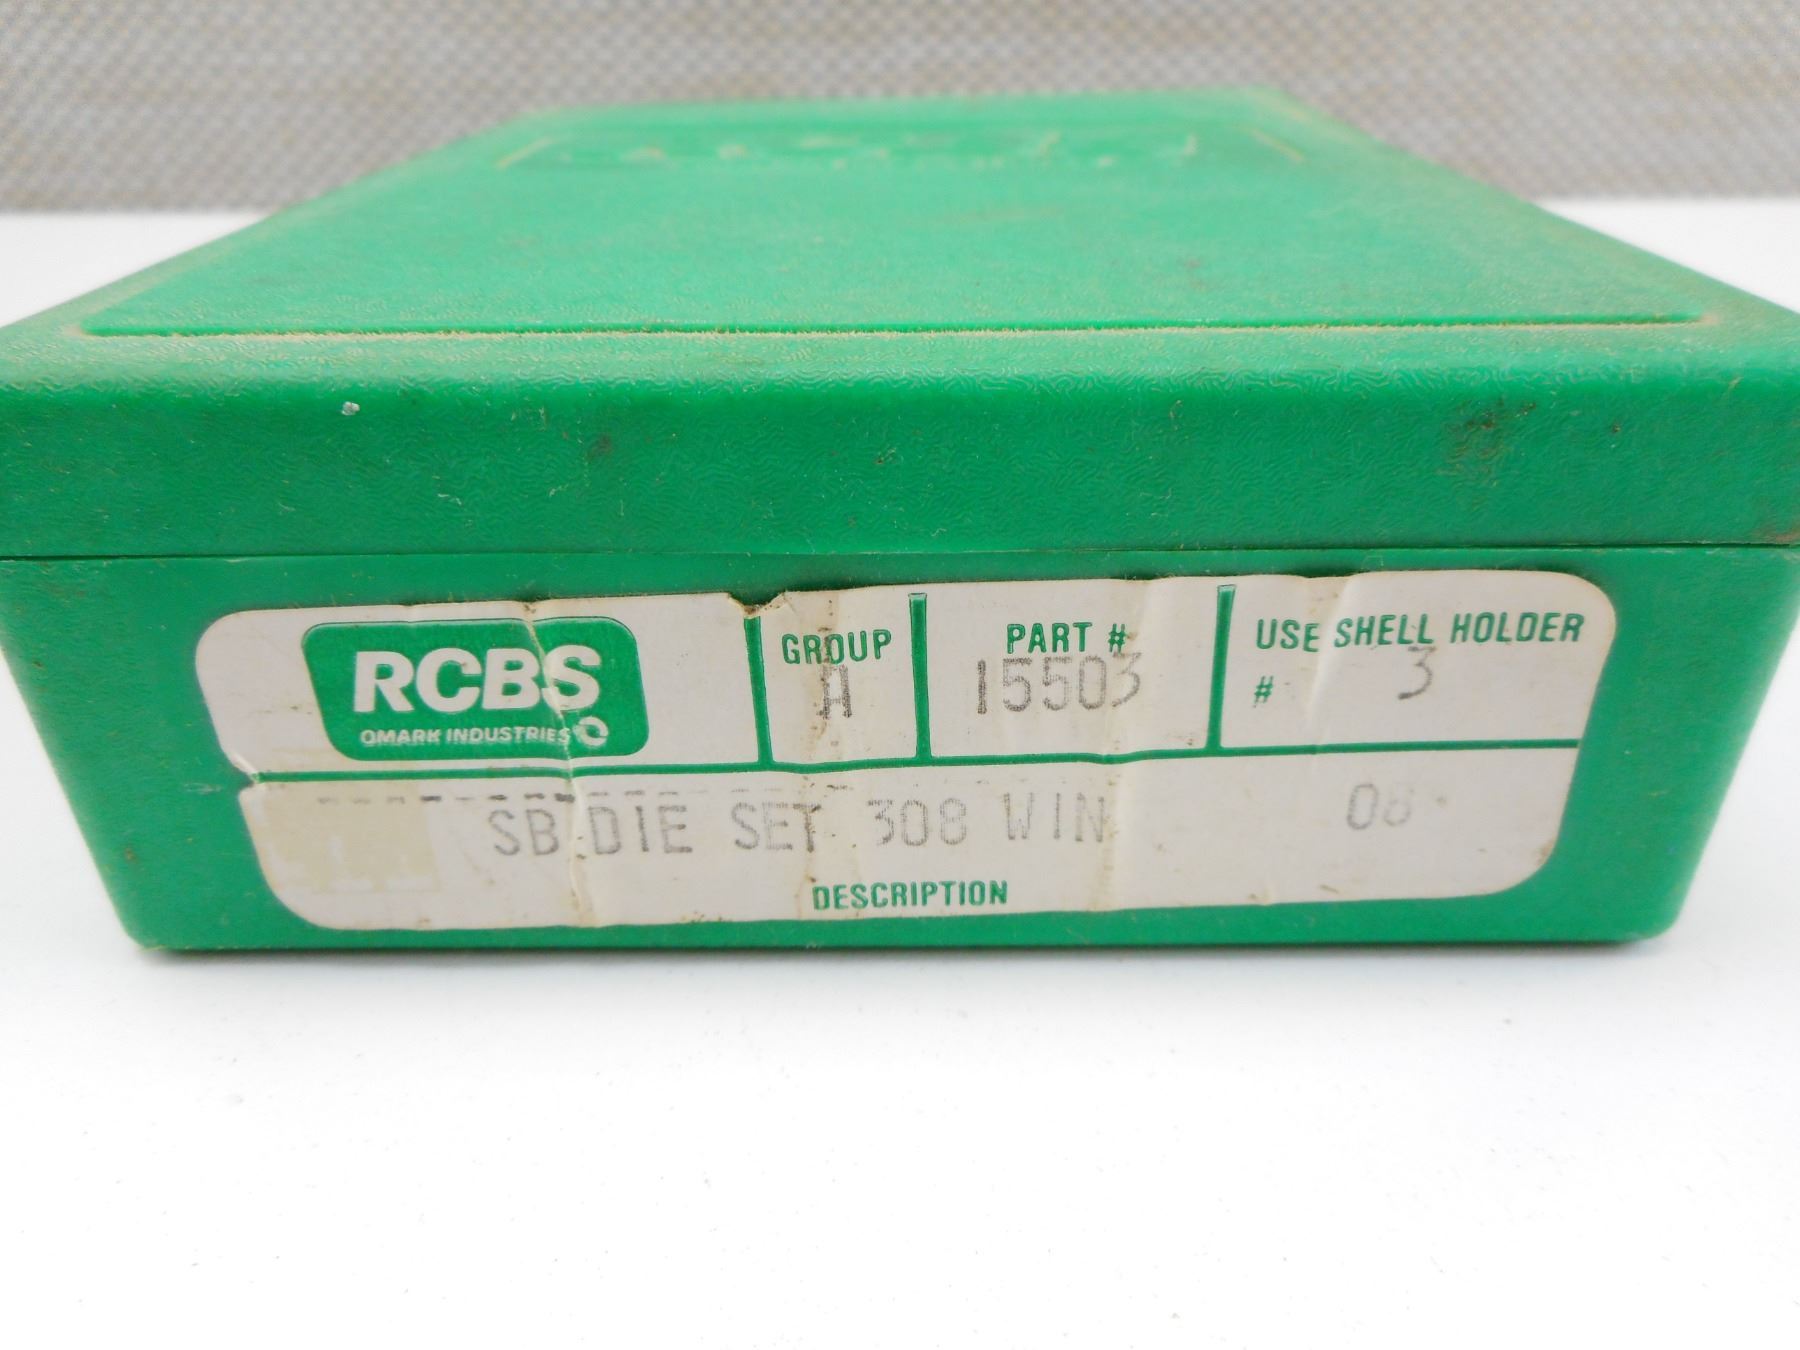 RCBS
OMARK INDUSTRIES
GROUP
A
PART #
15503
USE SHELL HOLDER
# 3
SB DIE SET 308 WIN 08
DESCRIPTION